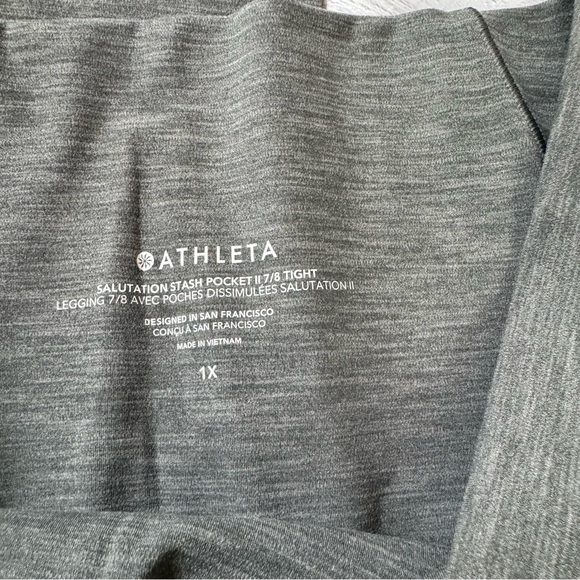 ATHLETA
SALUTATION STASH POCKET II 7/8 TIGHT
LEGGING 7/8 AVEC POCHES DISSIMULÉES SALUTATION II
DESIGNED IN SAN FRANCISCO
CONÇU À SAN FRANCISCO
MADE IN VIETNAM
1X